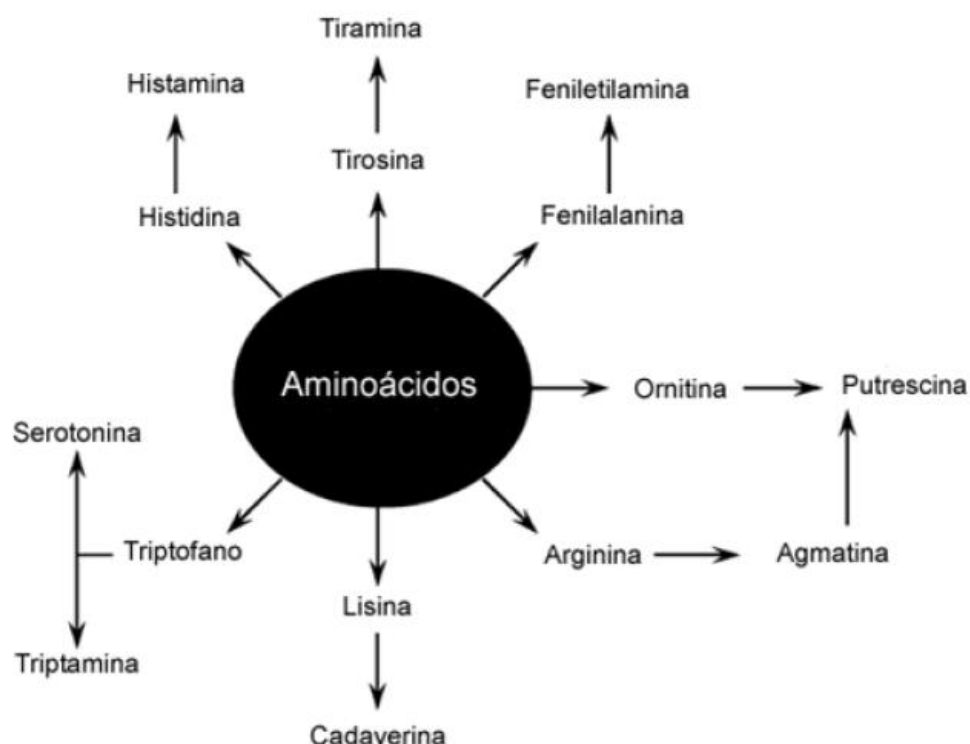 Tiramina
Histamina
Feniletilamina
Tirosina
Histidina
Fenilalanina
Aminoácidos
Ornitina
Putrescina
Serotonina
Triptofano
Arginina
Agmatina
Lisina
Triptamina
Cadaverina